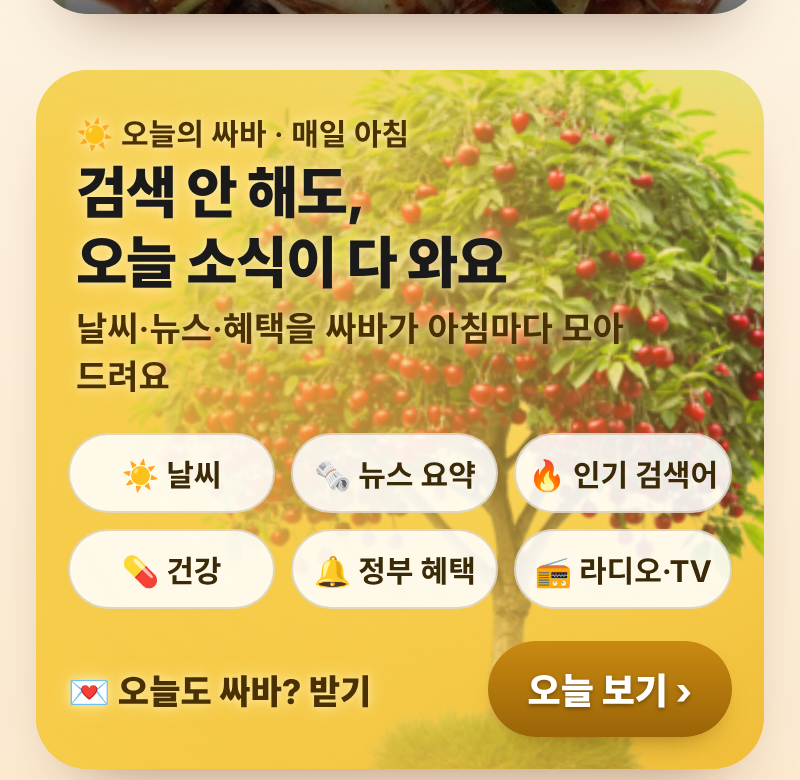 ☀️ 오늘의 싸바 · 매일 아침
검색 안 해도,
오늘 소식이 다 와요
날씨·뉴스·혜택을 싸바가 아침마다 모아
드려요
☀️ 날씨
🗞️ 뉴스 요약
🔥 인기 검색어
💊 건강
🔔 정부 혜택
📻 라디오·TV
💌 오늘도 싸바? 받기
오늘 보기 ›